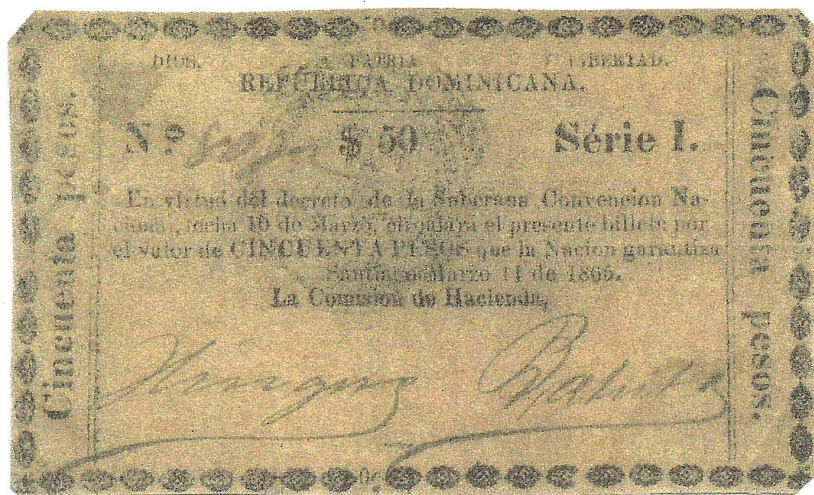 DIOS. PATRIA Y LIBERTAD.
REPUBLICA DOMINICANA.
Nº $ 50 Série I.
En virtud del decreto de la Soberana Convencion Na-
cional, fecha 10 de Marzo, circulará el presente billete por
el valor de CINCUENTA PESOS que la Nacion garantiza
Santiago Marzo 11 de 1865.
La Comision de Hacienda,
Cincuenta pesos.
Cincuenta pesos.